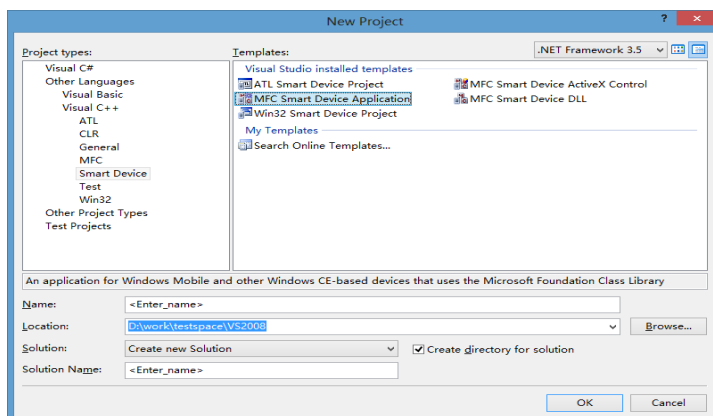 New Project
? ×
Project types:
Templates:
.NET Framework 3.5
Visual C#
Other Languages
Visual Basic
Visual C++
ATL
CLR
General
MFC
Smart Device
Test
Win32
Other Project Types
Test Projects
Visual Studio installed templates
ATL Smart Device Project
MFC Smart Device ActiveX Control
MFC Smart Device Application
MFC Smart Device DLL
Win32 Smart Device Project
My Templates
Search Online Templates...
An application for Windows Mobile and other Windows CE-based devices that uses the Microsoft Foundation Class Library
Name:
<Enter_name>
Location:
D:\work\testspace\VS2008
Browse...
Solution:
Create new Solution
Create directory for solution
Solution Name:
<Enter_name>
OK
Cancel